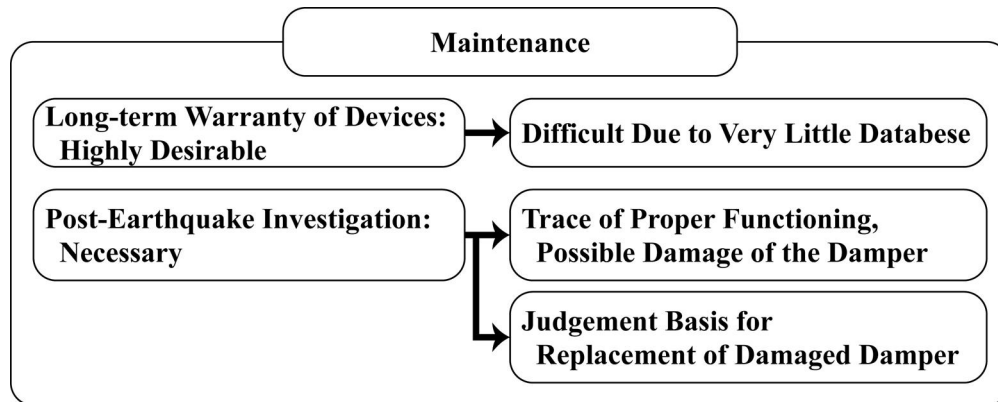 Maintenance
Long-term Warranty of Devices:
Highly Desirable
Difficult Due to Very Little Databese
Post-Earthquake Investigation:
Necessary
Trace of Proper Functioning,
Possible Damage of the Damper
Judgement Basis for
Replacement of Damaged Damper